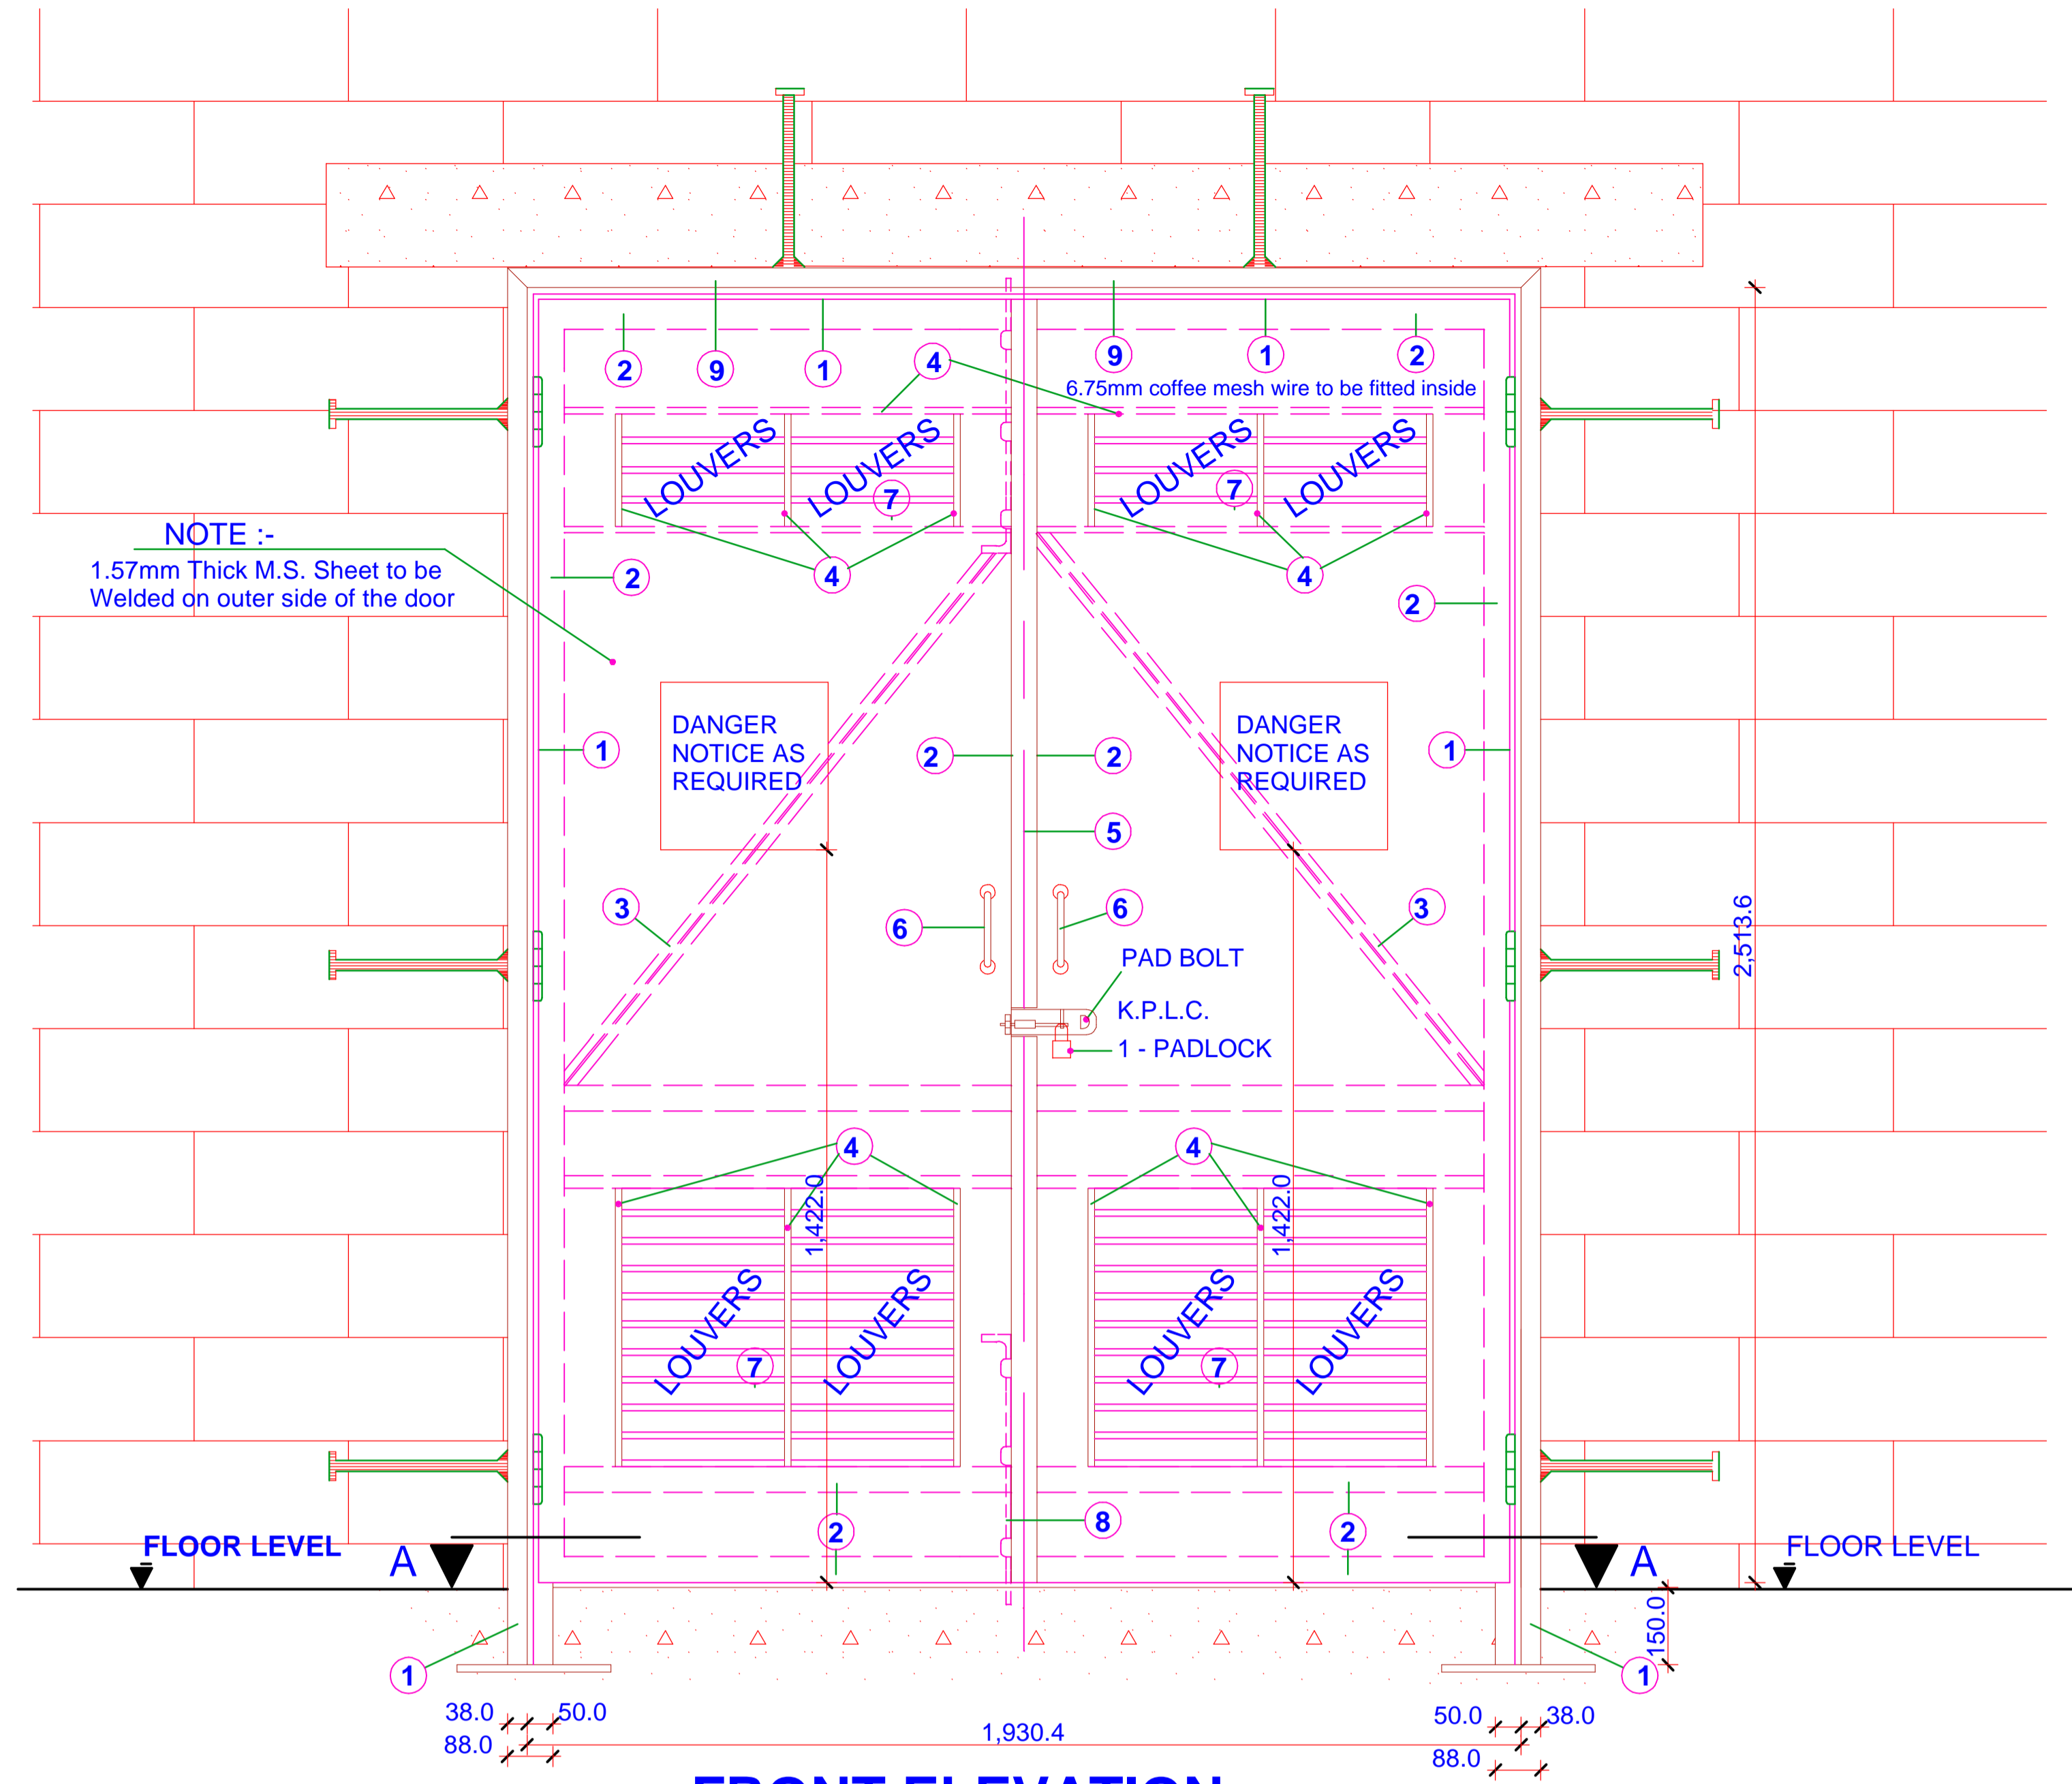 2
9
1
4
9
1
2
6.75mm coffee mesh wire to be fitted inside
LOUVERS
LOUVERS
LOUVERS
LOUVERS
7
7
NOTE :-
1.57mm Thick M.S. Sheet to be
Welded on outer side of the door
2
4
4
2
DANGER
NOTICE AS
REQUIRED
DANGER
NOTICE AS
REQUIRED
1
2
2
1
5
3
6
6
3
2,513.6
PAD BOLT
K.P.L.C.
1 - PADLOCK
4
4
1,422.0
1,422.0
LOUVERS
LOUVERS
LOUVERS
LOUVERS
7
7
8
2
2
FLOOR LEVEL
A
A
FLOOR LEVEL
150.0
1
1
38.0
50.0
88.0
1,930.4
50.0
38.0
88.0
FRONT ELEVATION